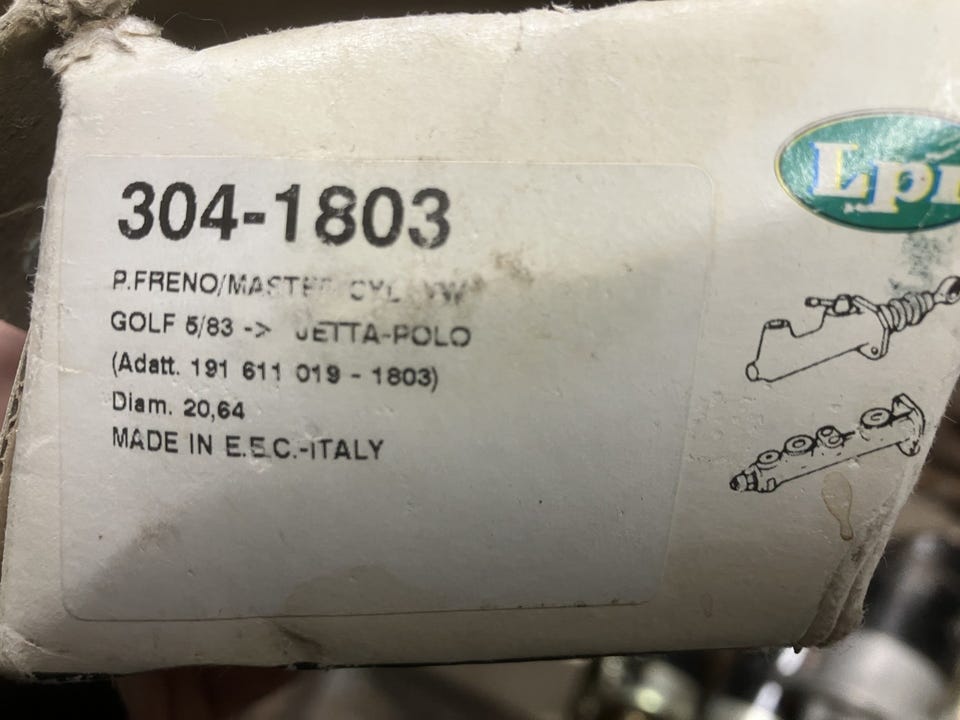 304-1803
Lpr
P.FRENO/MASTER CYL. VW
GOLF 5/83 -> JETTA-POLO
(Adatt. 191 611 019 - 1803)
Diam. 20,64
MADE IN E.E.C.-ITALY